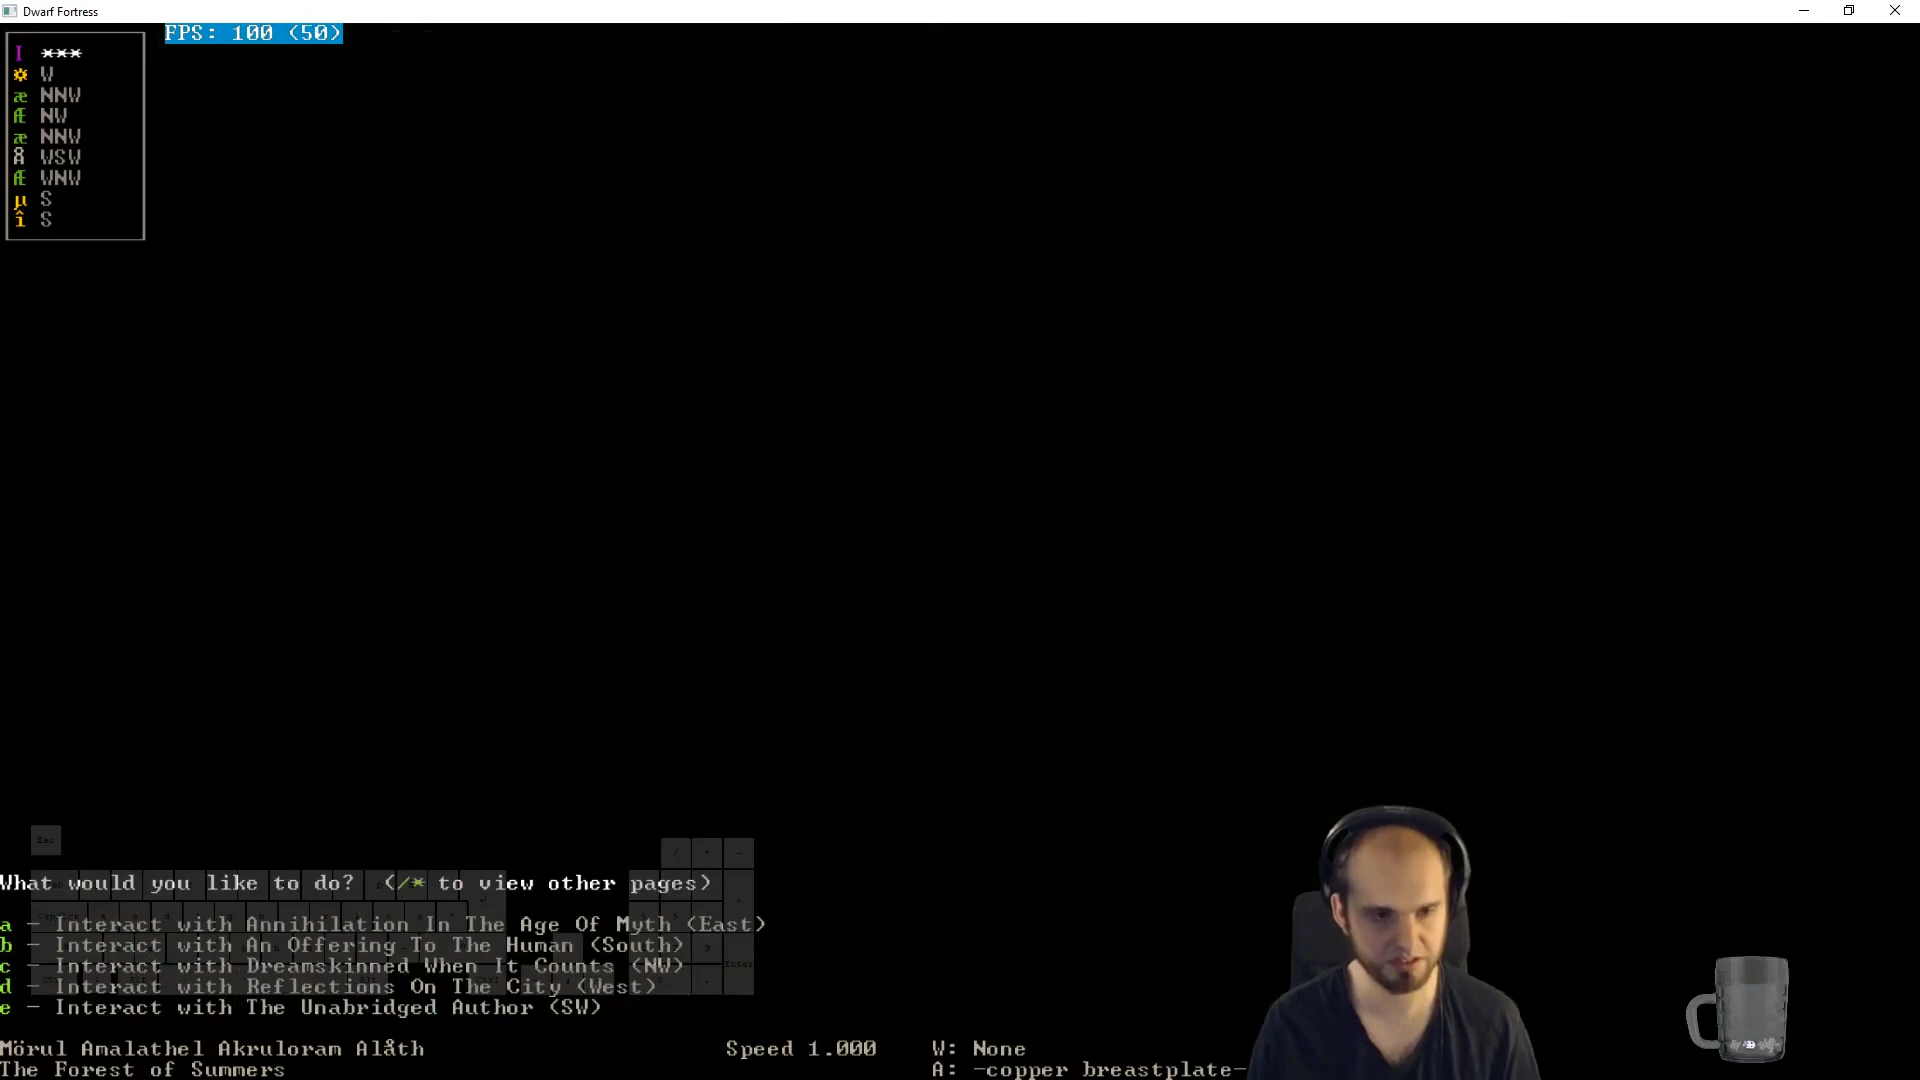 Dwarf Fortress
FPS: 100 (50)
I ***
☼ W
æ NNW
Æ NW
æ NNW
Å WSW
Æ WNW
µ S
î S
Esc
/ * -
What would you like to do? (/* to view other pages)
a - Interact with Annihilation In The Age Of Myth (East)
b - Interact with An Offering To The Human (South)
c - Interact with Dreamskinned When It Counts (NW)
Enter
d - Interact with Reflections On The City (West)
e - Interact with The Unabridged Author (SW)
Mörul Amalathel Akruloram Alåth Speed 1.000 W: None
The Forest of Summers A: -copper breastplate-